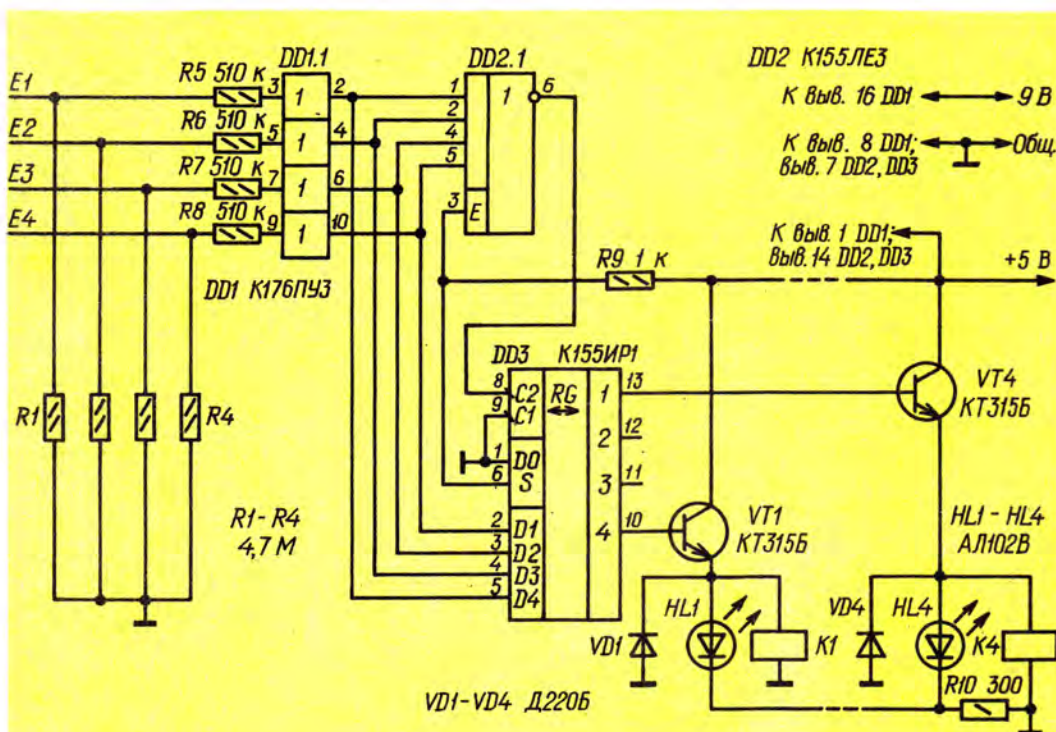 DD1.1
DD2.1
DD2 К155ЛЕ3
E1
R5 510 к
3
1
2
1
1
6
К выв. 16 DD1
9 В
E2
R6 510 к
5
1
4
2
4
5
К выв. 8 DD1;
выв. 7 DD2, DD3
Общ.
E3
R7 510 к
7
1
6
E4
R8 510 к
9
1
10
3
E
К выв. 1 DD1;
выв. 14 DD2, DD3
+5 В
R9 1 к
DD1 К176ПУ3
DD3
К155ИР1
8
C2
RG
1
13
9
C1
2
12
1
D0
3
11
6
S
4
10
2
D1
3
D2
4
D3
5
D4
VT4
КТ315Б
R1
R4
R1-R4
4,7 М
VT1
КТ315Б
HL1-HL4
АЛ102В
VD1
HL1
K1
VD4
HL4
K4
R10 300
VD1-VD4 Д220Б